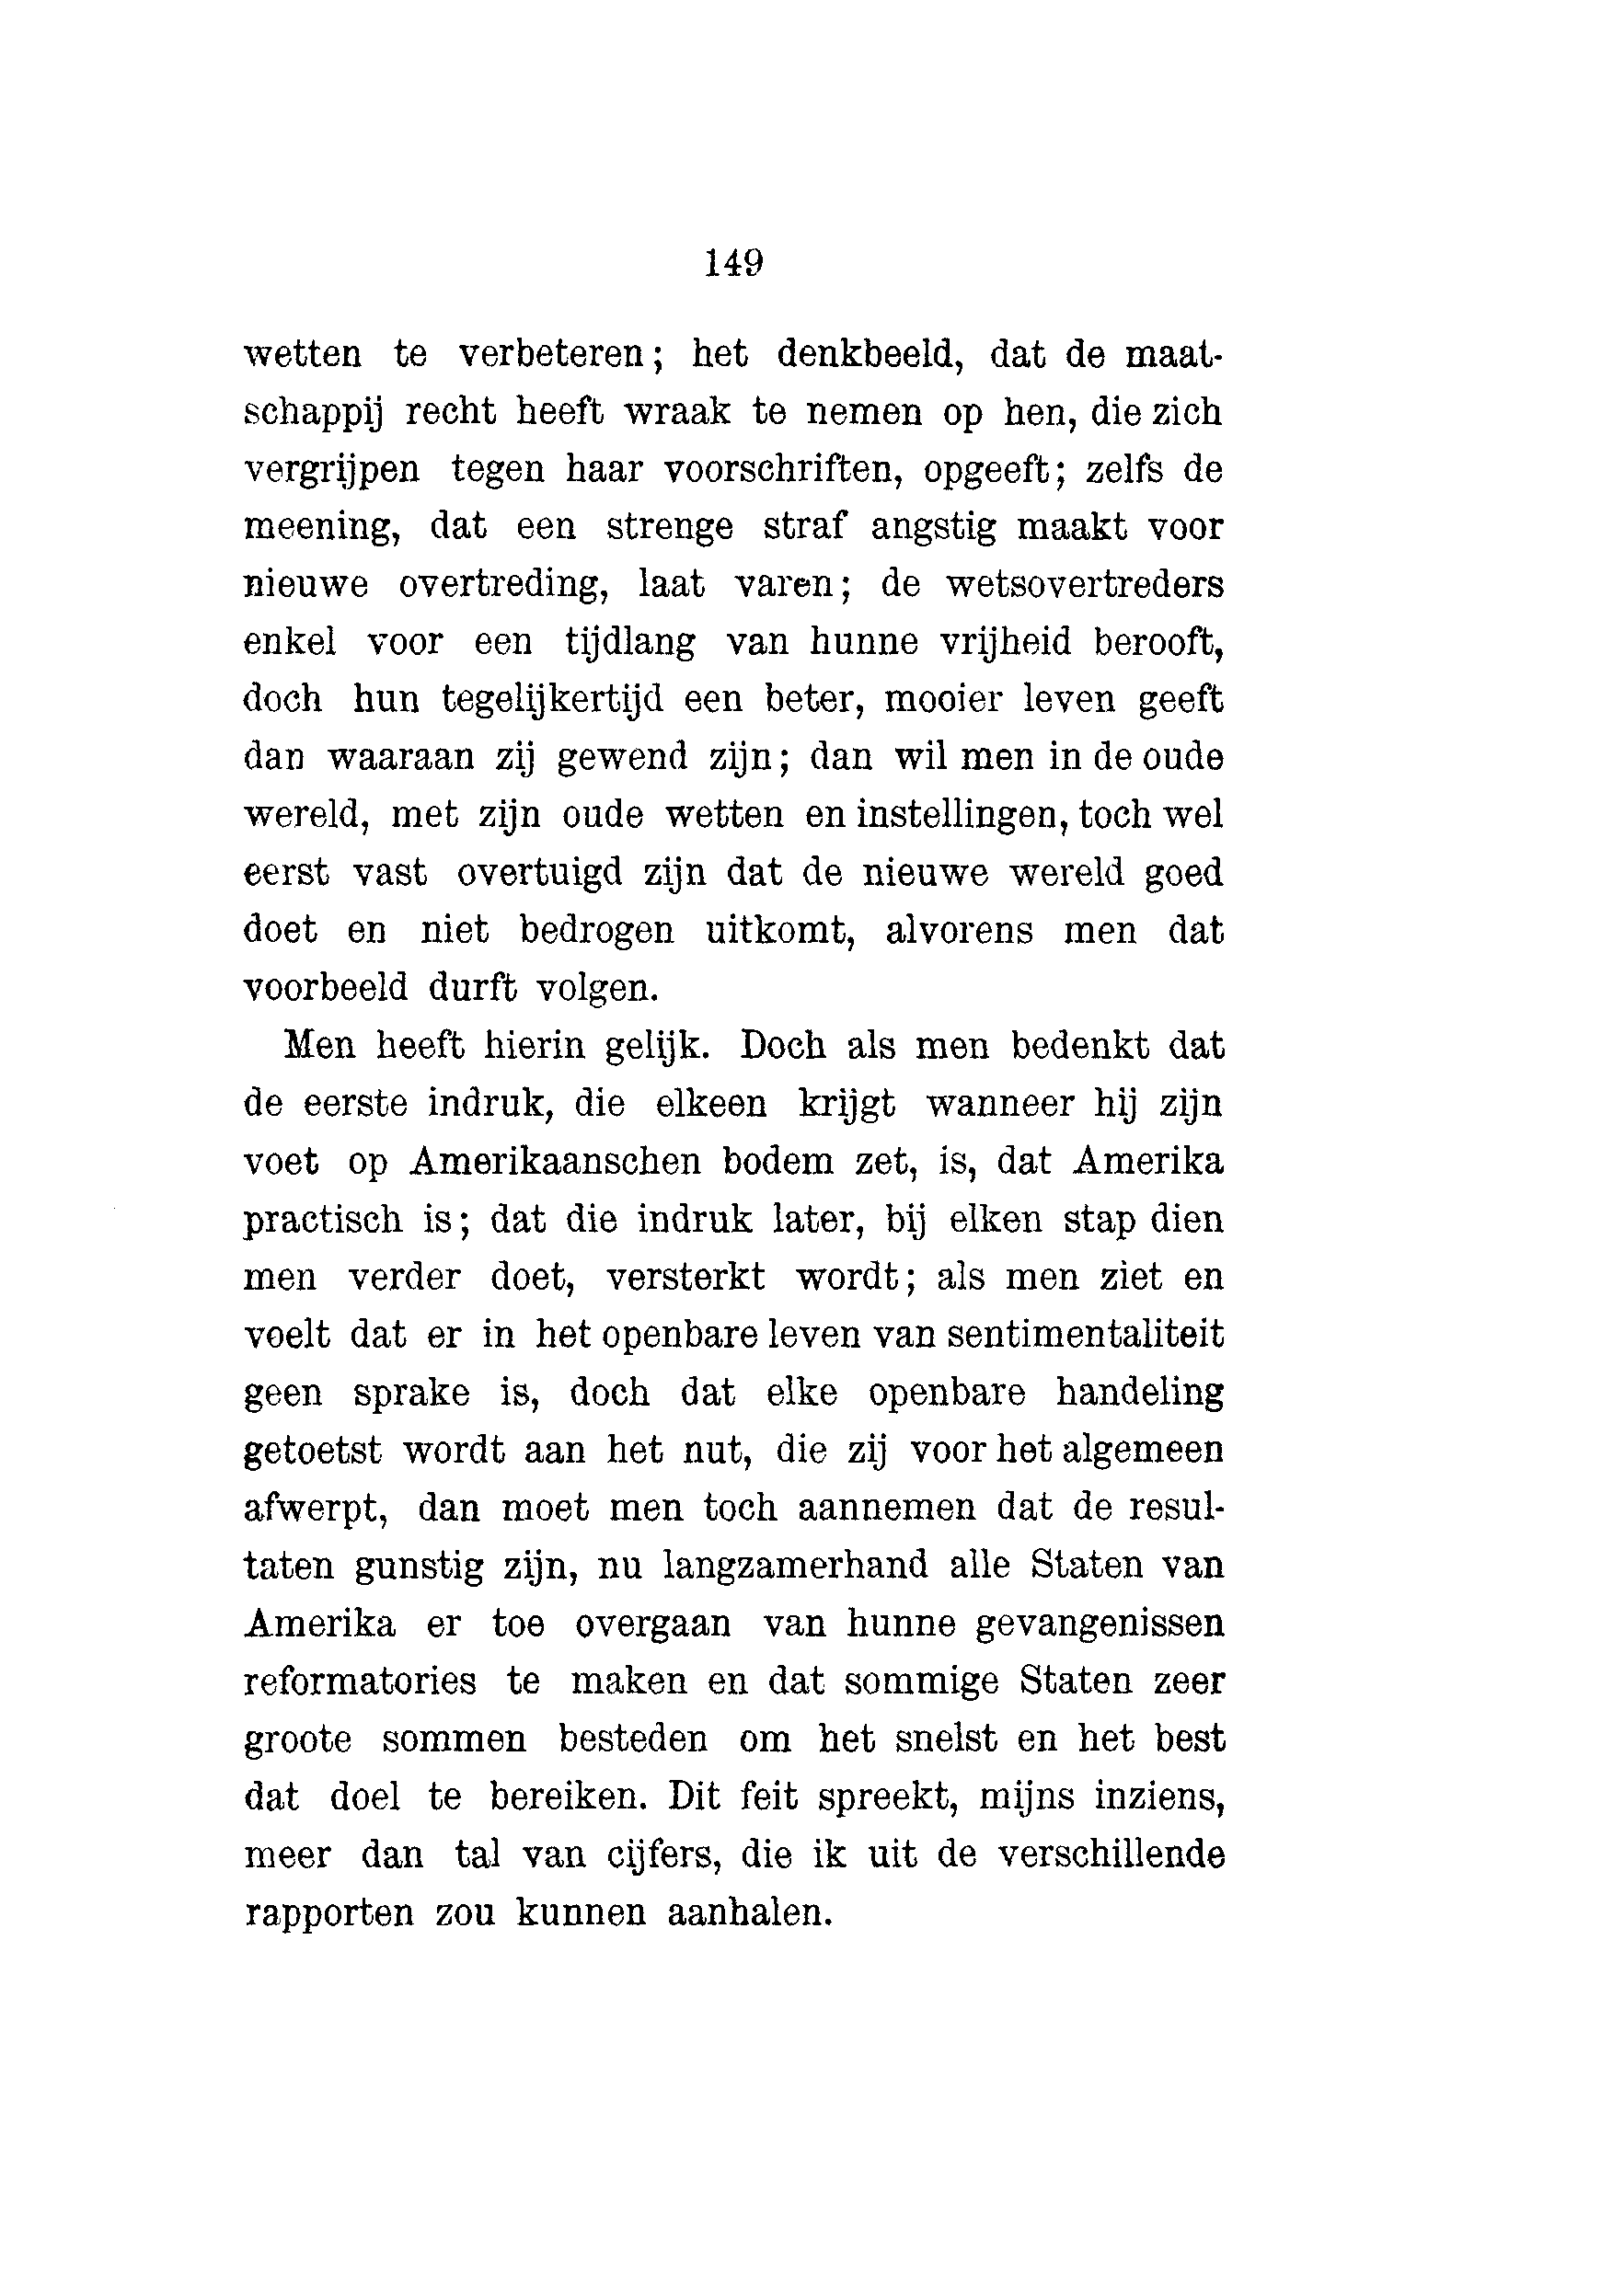 149
wetten te verbeteren; het denkbeeld, dat de maat-
schappij recht heeft wraak te nemen op hen, die zich
vergrijpen tegen haar voorschriften, opgeeft; zelfs de
meening, dat een strenge straf angstig maakt voor
nieuwe overtreding, laat varen; de wetsovertreders
enkel voor een tijdlang van hunne vrijheid berooft,
doch hun tegelijkertijd een beter, mooier leven geeft
dan waaraan zij gewend zijn; dan wil men in de oude
wereld, met zijn oude wetten en instellingen, toch wel
eerst vast overtuigd zijn dat de nieuwe wereld goed
doet en niet bedrogen uitkomt, alvorens men dat
voorbeeld durft volgen.
Men heeft hierin gelijk. Doch als men bedenkt dat
de eerste indruk, die elkeen krijgt wanneer hij zijn
voet op Amerikaanschen bodem zet, is, dat Amerika
practisch is; dat die indruk later, bij elken stap dien
men verder doet, versterkt wordt; als men ziet en
voelt dat er in het openbare leven van sentimentaliteit
geen sprake is, doch dat elke openbare handeling
getoetst wordt aan het nut, die zij voor het algemeen
afwerpt, dan moet men toch aannemen dat de resul-
taten gunstig zijn, nu langzamerhand alle Staten van
Amerika er toe overgaan van hunne gevangenissen
reformatories te maken en dat sommige Staten zeer
groote sommen besteden om het snelst en het best
dat doel te bereiken. Dit feit spreekt, mijns inziens,
meer dan tal van cijfers, die ik uit de verschillende
rapporten zou kunnen aanhalen.